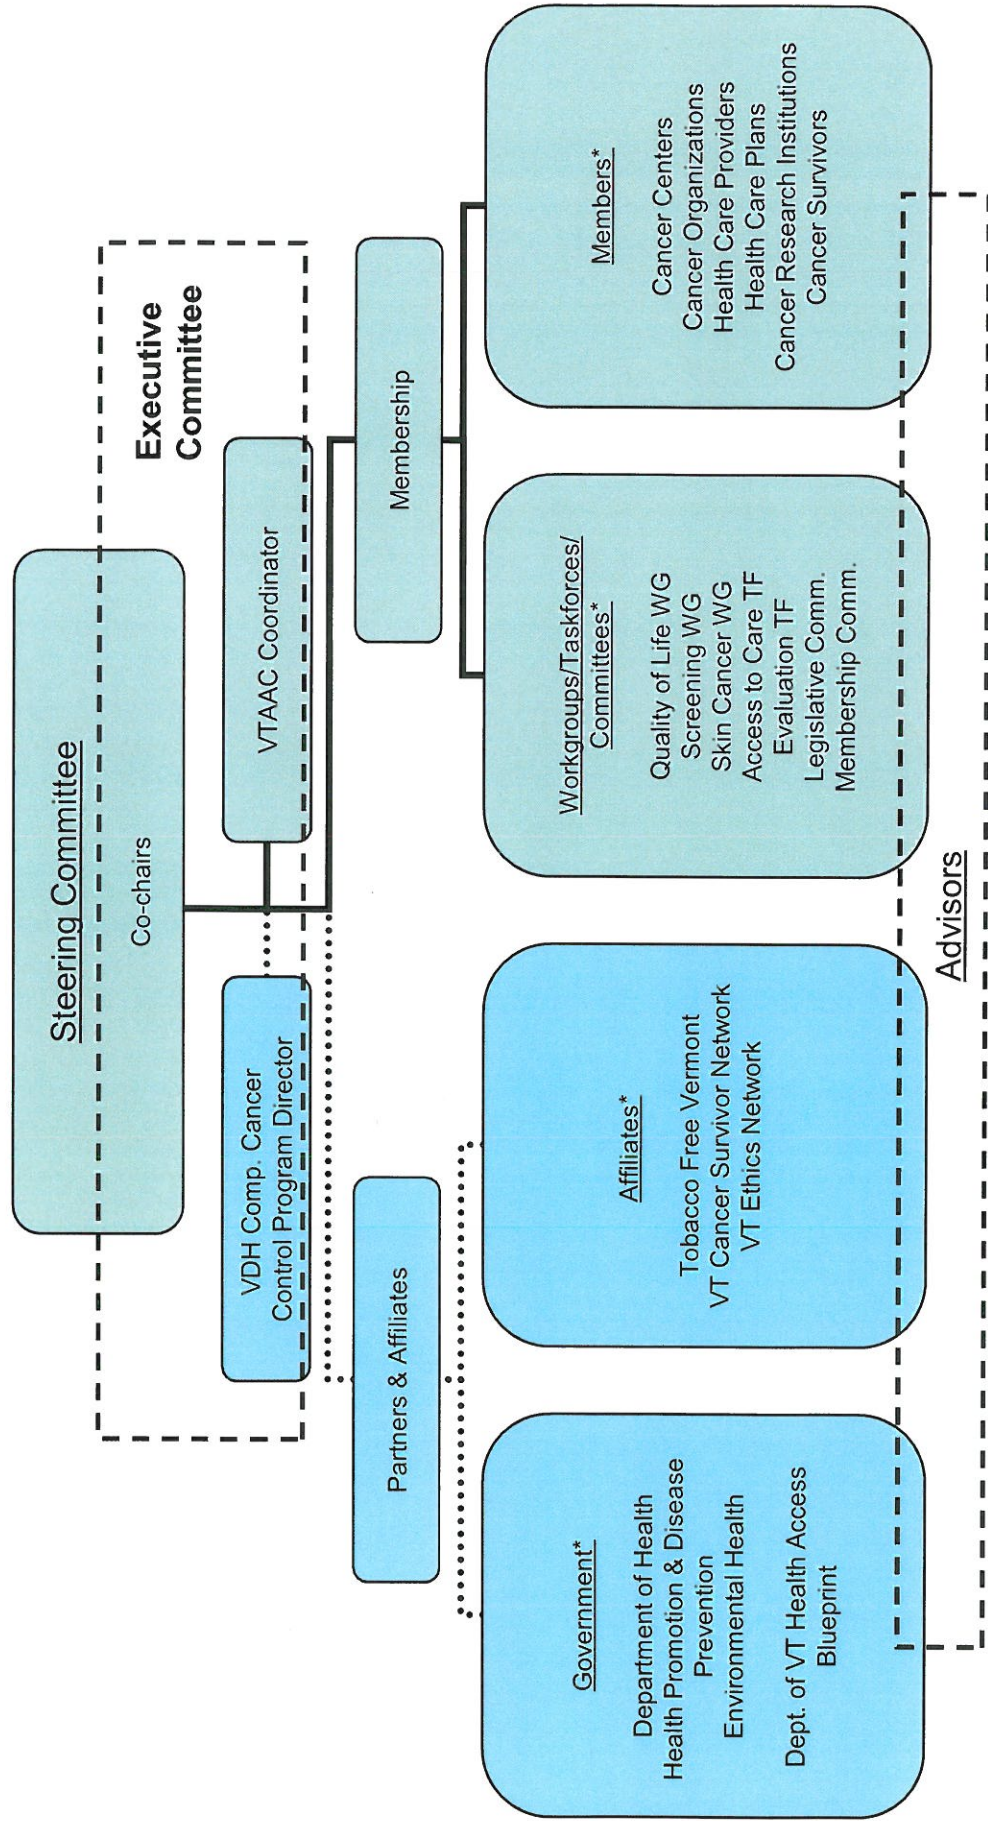 Steering Committee
Co-chairs
Executive
Committee
VDH Comp. Cancer
Control Program Director
VTAAC Coordinator
Partners & Affiliates
Membership
Government*
Department of Health
Health Promotion & Disease
Prevention
Environmental Health
Dept. of VT Health Access
Blueprint
Affiliates*
Tobacco Free Vermont
VT Cancer Survivor Network
VT Ethics Network
Workgroups/Taskforces/
Committees*
Quality of Life WG
Screening WG
Skin Cancer WG
Access to Care TF
Evaluation TF
Legislative Comm.
Membership Comm.
Members*
Cancer Centers
Cancer Organizations
Health Care Providers
Health Care Plans
Cancer Research Institutions
Cancer Survivors
Advisors